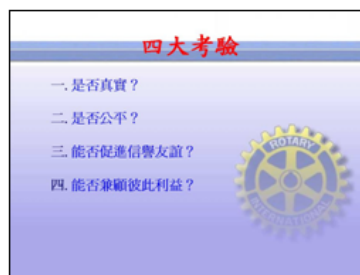 四大考驗
一. 是否真實？
二. 是否公平？
三. 能否促進信譽友誼？
四. 能否兼顧彼此利益？
ROTARY
INTERNATIONAL